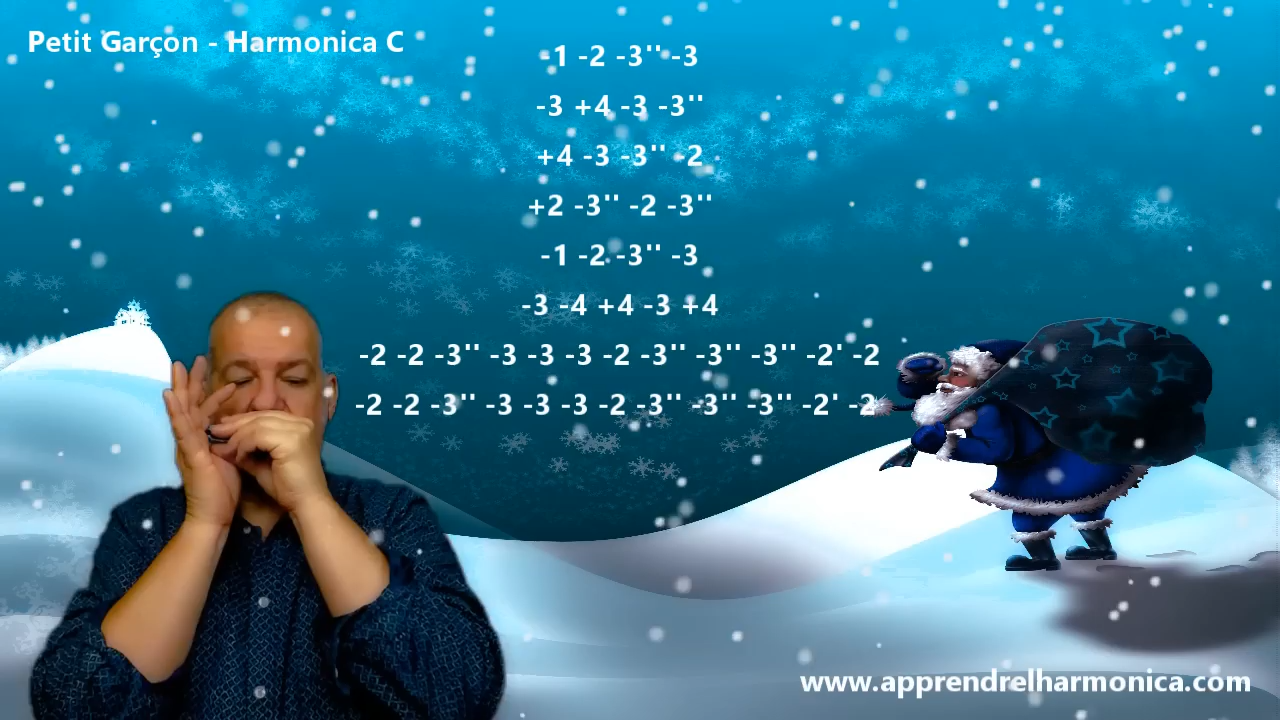 Petit Garçon - Harmonica C
-1 -2 -3'' -3
-3 +4 -3 -3''
+4 -3 -3'' -2
+2 -3'' -2 -3''
-1 -2 -3'' -3
-3 -4 +4 -3 +4
-2 -2 -3'' -3 -3 -3 -2 -3'' -3'' -3'' -2' -2
-2 -2 -3'' -3 -3 -3 -2 -3'' -3'' -3'' -2' -2
www.apprendrelharmonica.com